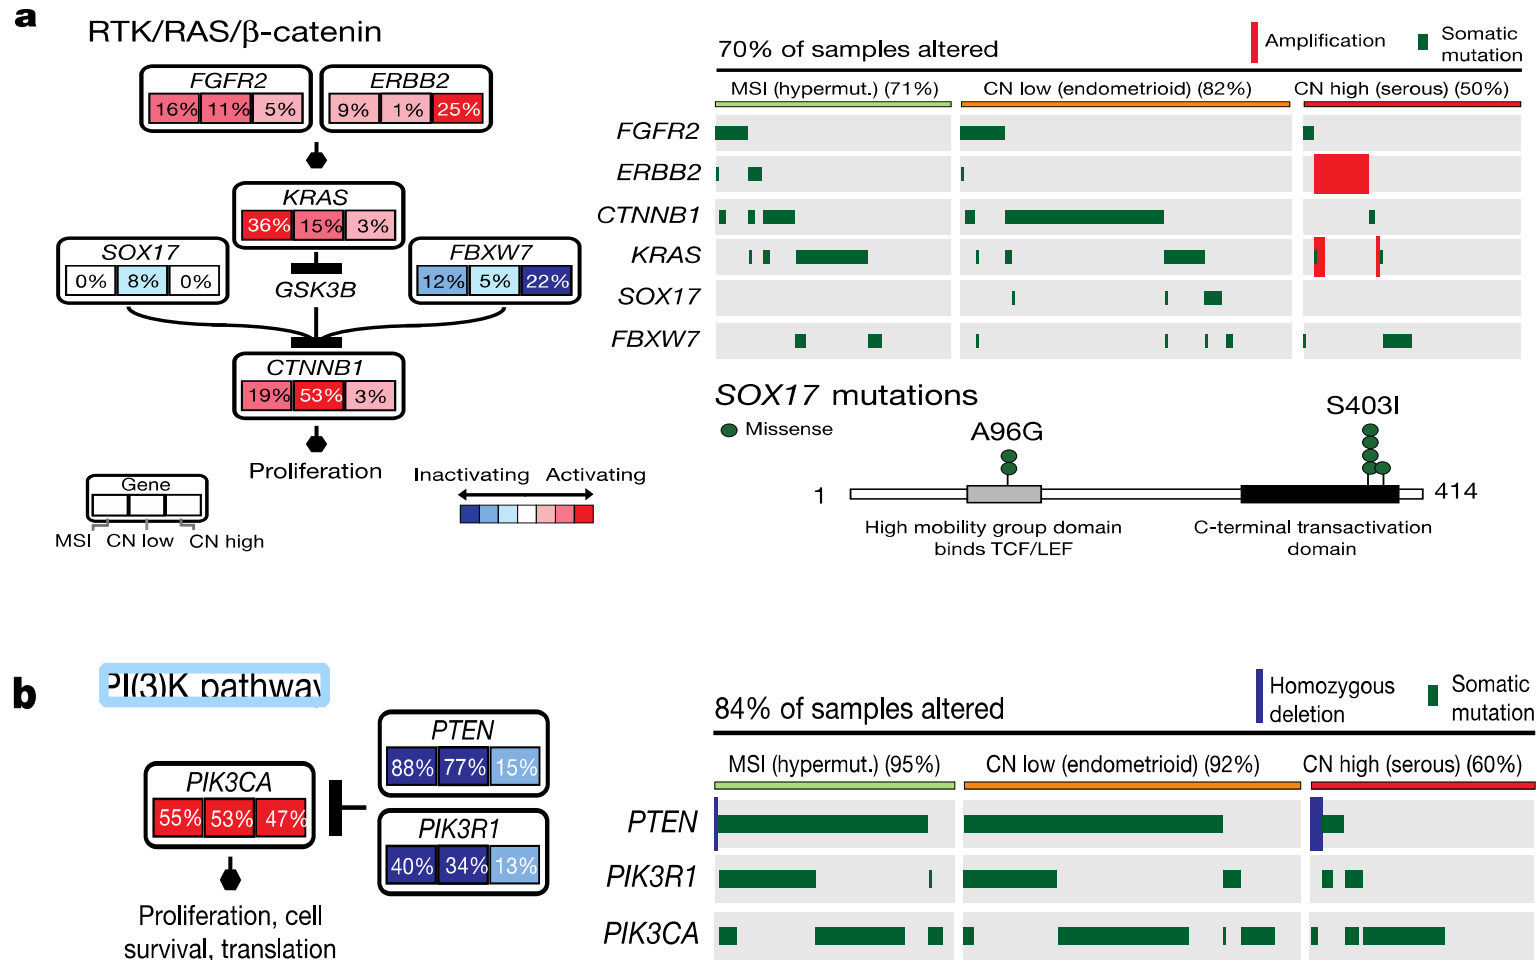 a
RTK/RAS/β-catenin
FGFR2
16% 11% 5%
ERBB2
9% 1% 25%
KRAS
36% 15% 3%
SOX17
0% 8% 0%
FBXW7
12% 5% 22%
GSK3B
CTNNB1
19% 53% 3%
Proliferation
Gene
MSI CN low CN high
Inactivating Activating
70% of samples altered
Amplification
Somatic
mutation
MSI (hypermut.) (71%) CN low (endometrioid) (82%) CN high (serous) (50%)
FGFR2
ERBB2
CTNNB1
KRAS
SOX17
FBXW7
SOX17 mutations
Missense
A96G
S403I
1
414
High mobility group domain
binds TCF/LEF
C-terminal transactivation
domain
b
PI(3)K pathway
PIK3CA
55% 53% 47%
PTEN
88% 77% 15%
PIK3R1
40% 34% 13%
Proliferation, cell
survival, translation
84% of samples altered
Homozygous
deletion
Somatic
mutation
MSI (hypermut.) (95%) CN low (endometrioid) (92%) CN high (serous) (60%)
PTEN
PIK3R1
PIK3CA